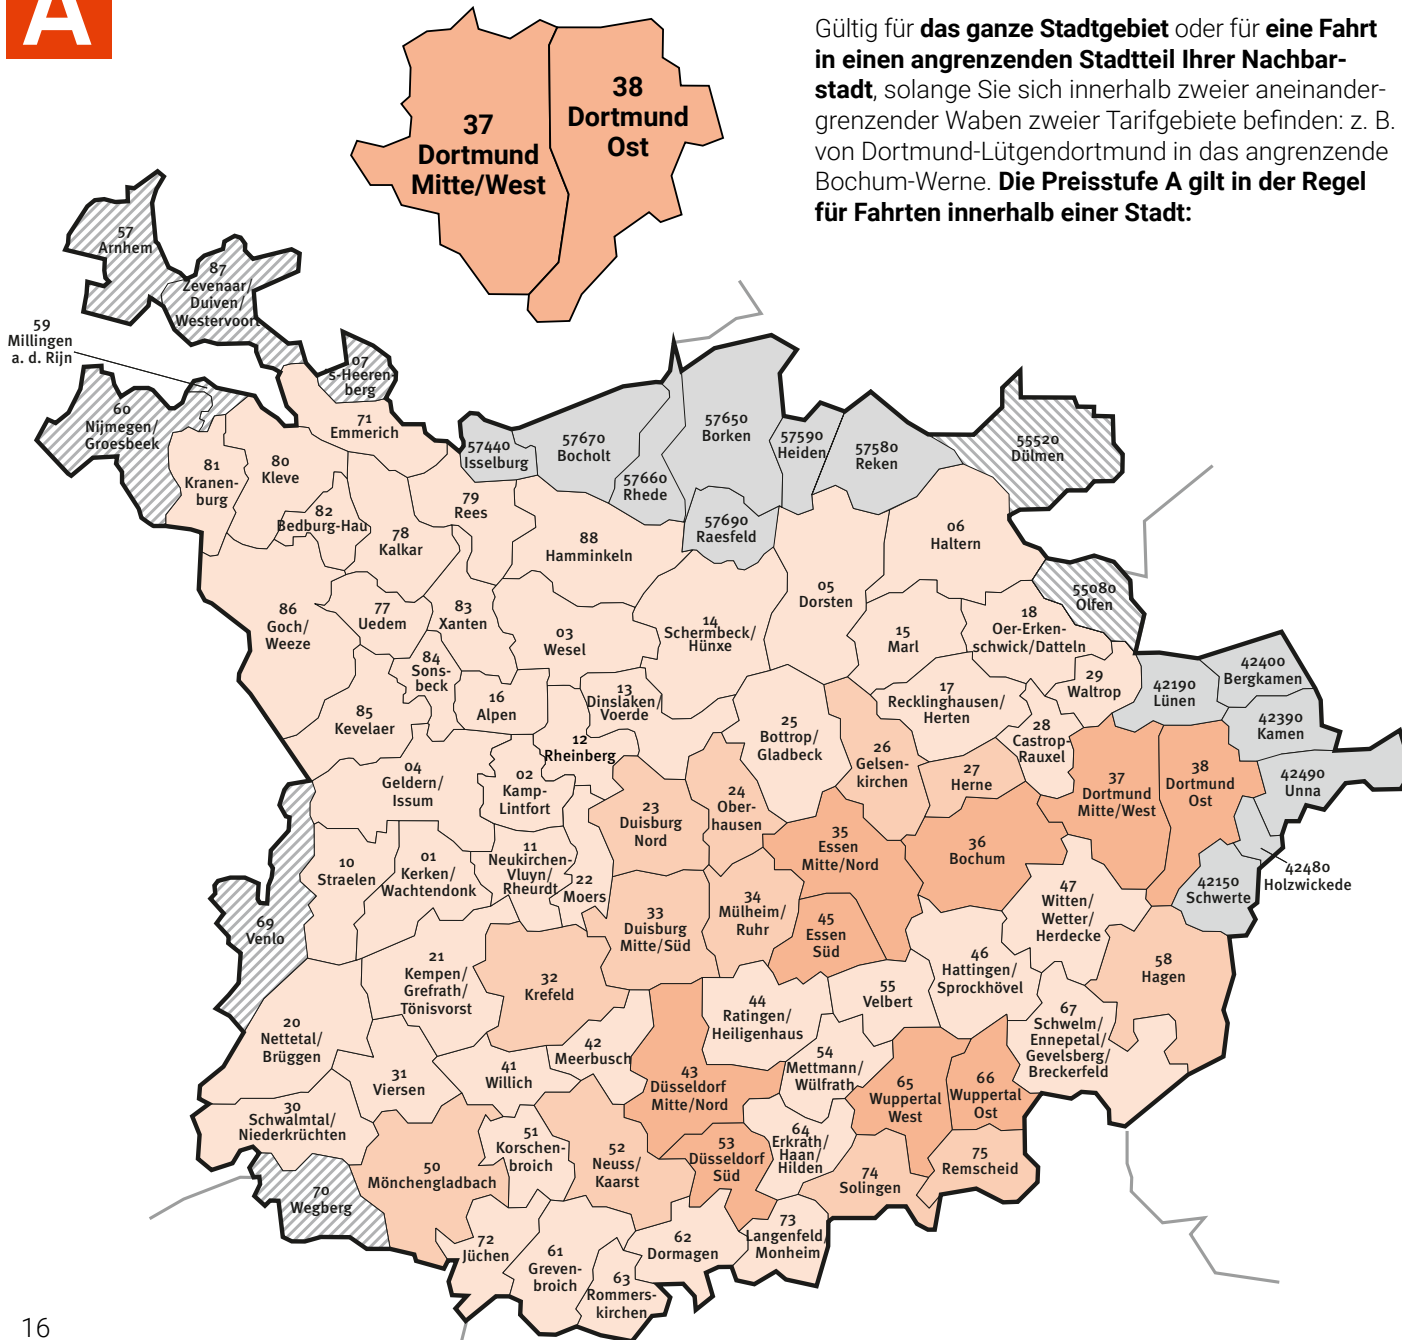 A
Gültig für das ganze Stadtgebiet oder für eine Fahrt
in einen angrenzenden Stadtteil Ihrer Nachbar-
stadt, solange Sie sich innerhalb zweier aneinander-
grenzender Waben zweier Tarifgebiete befinden: z. B.
von Dortmund-Lütgendortmund in das angrenzende
Bochum-Werne. Die Preisstufe A gilt in der Regel
für Fahrten innerhalb einer Stadt:
37
Dortmund
Mitte/West
38
Dortmund
Ost
57
Arnhem
87
Zevenaar/
Duiven/
Westervoort
59
Millingen
a. d. Rijn
07
s-Heeren-
berg
60
Nijmegen/
Groesbeek
71
Emmerich
81
Kranen-
burg
80
Kleve
82
Bedburg-Hau
78
Kalkar
79
Rees
57440
Isselburg
57670
Bocholt
57660
Rhede
57650
Borken
57590
Heiden
57580
Reken
57690
Raesfeld
55520
Dülmen
88
Hamminkeln
06
Haltern
05
Dorsten
55080
Olfen
86
Goch/
Weeze
77
Uedem
83
Xanten
03
Wesel
14
Schermbeck/
Hünxe
15
Marl
18
Oer-Erken-
schwick/Datteln
84
Sons-
beck
16
Alpen
13
Dinslaken/
Voerde
17
Recklinghausen/
Herten
29
Waltrop
42190
Lünen
42400
Bergkamen
42390
Kamen
85
Kevelaer
12
Rheinberg
25
Bottrop/
Gladbeck
26
Gelsen-
kirchen
28
Castrop-
Rauxel
04
Geldern/
Issum
02
Kamp-
Lintfort
23
Duisburg
Nord
24
Ober-
hausen
27
Herne
37
Dortmund
Mitte/West
38
Dortmund
Ost
42490
Unna
35
Essen
Mitte/Nord
36
Bochum
10
Straelen
01
Kerken/
Wachtendonk
11
Neukirchen-
Vluyn/
Rheurdt
22
Moers
42480
Holzwickede
42150
Schwerte
33
Duisburg
Mitte/Süd
34
Mülheim/
Ruhr
45
Essen
Süd
47
Witten/
Wetter/
Herdecke
69
Venlo
21
Kempen/
Grefrath/
Tönisvorst
32
Krefeld
46
Hattingen/
Sprockhövel
58
Hagen
20
Nettetal/
Brüggen
44
Ratingen/
Heiligenhaus
55
Velbert
67
Schwelm/
Ennepetal/
Gevelsberg/
Breckerfeld
31
Viersen
41
Willich
42
Meerbusch
43
Düsseldorf
Mitte/Nord
54
Mettmann/
Wülfrath
65
Wuppertal
West
66
Wuppertal
Ost
30
Schwalmtal/
Niederkrüchten
50
Mönchengladbach
51
Korschen-
broich
52
Neuss/
Kaarst
53
Düsseldorf
Süd
64
Erkrath/
Haan/
Hilden
74
Solingen
75
Remscheid
70
Wegberg
72
Jüchen
61
Greven-
broich
63
Rommers-
kirchen
62
Dormagen
73
Langenfeld/
Monheim
16